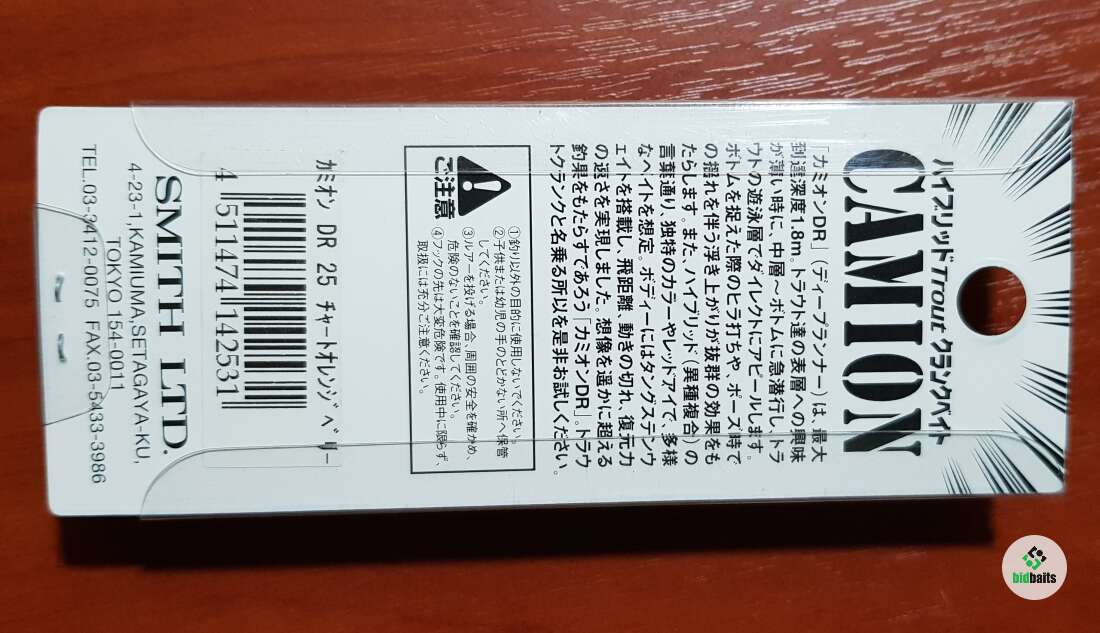 ハイブリッドTroutクランクベイト
CAMION
「カミオンDR」(ディープランナー)は、最大
到達深度1.8m。トラウト達の表層への興味
が薄い時に、中層〜ボトムに急潜行し、トラ
ウトの遊泳層でダイレクトにアピールします。
ボトムを捉えた際のヒラ打ちや、ポーズ時で
の揺れを伴う浮き上がりが抜群の効果をも
たらします。また、ハイブリッド(異種複合)の
言葉通り、独特のカラーやレッドアイで、多様
なベイトを想定。ボディーにはタングステンウ
ェイトを搭載し、飛距離、動きの切れ、復元力
の速さを実現しました。想像を遥かに超える
釣身をもたらすであろう「カミオンDR」。トラウ
トクランクと名乗る所以を是非お試しください。
ご注意
①釣り以外の目的に使用しないでください。
②子供または幼児の手のとどかない所へ保管
してください。
③ルアーを投げる場合、周囲の安全を確かめ、
危険のないことを確認してください。
④フックの先は大変危険です。使用中に限らず、
取扱には充分ご注意ください。
カミオン DR 25 チャートオレンジベリー
4 511474 142531
SMITH LTD.
4-23-1,KAMIUMA,SETAGAYA-KU,
TOKYO 154-0011
TEL.03-3412-0075 FAX.03-5433-3986
bidbaits